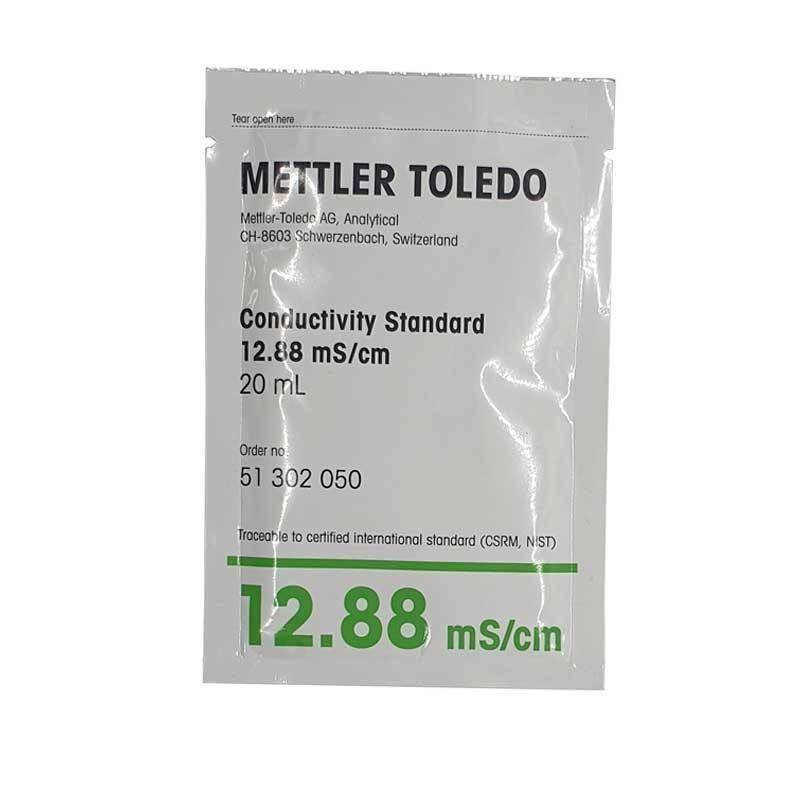 Tear open here
METTLER TOLEDO
Mettler-Toledo AG, Analytical
CH-8603 Schwerzenbach, Switzerland
Conductivity Standard
12.88 mS/cm
20 mL
Order no.
51 302 050
Traceable to certified international standard (CSRM, NIST)
12.88 mS/cm